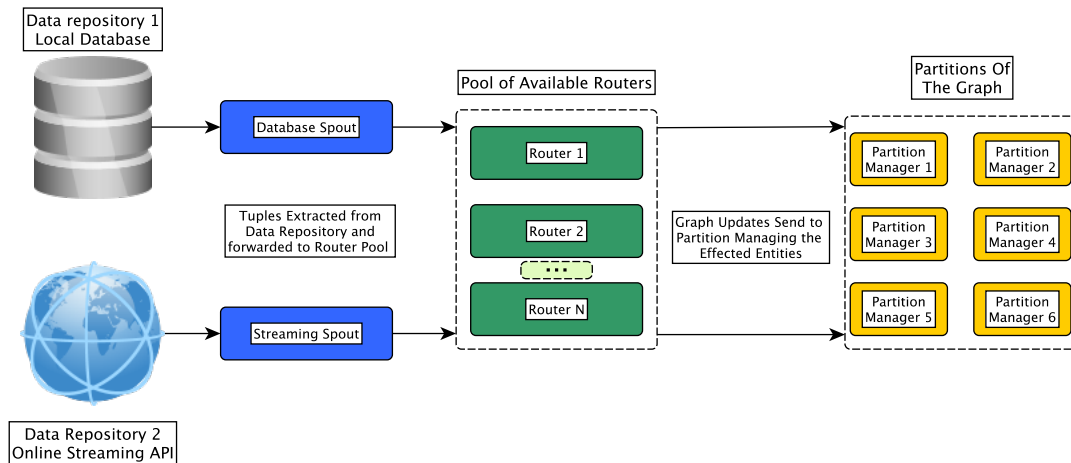 Data repository 1
Local Database
Database Spout
Tuples Extracted from
Data Repository and
forwarded to Router Pool
Streaming Spout
Data Repository 2
Online Streaming API
Pool of Available Routers
Router 1
Router 2
...
Router N
Graph Updates Send to
Partition Managing the
Effected Entities
Partitions Of
The Graph
Partition
Manager 1
Partition
Manager 2
Partition
Manager 3
Partition
Manager 4
Partition
Manager 5
Partition
Manager 6